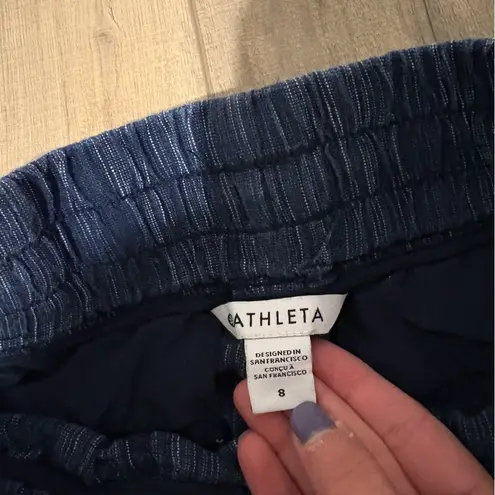 ATHLETA
DESIGNED IN
SAN FRANCISCO
CONÇU À
SAN FRANCISCO
8